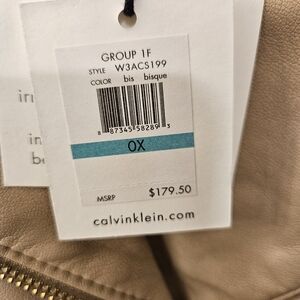 GROUP 1F
STYLE W3ACS199
COLOR bis bisque
8 87345 58289 3
0X
MSRP $179.50
calvinklein.com